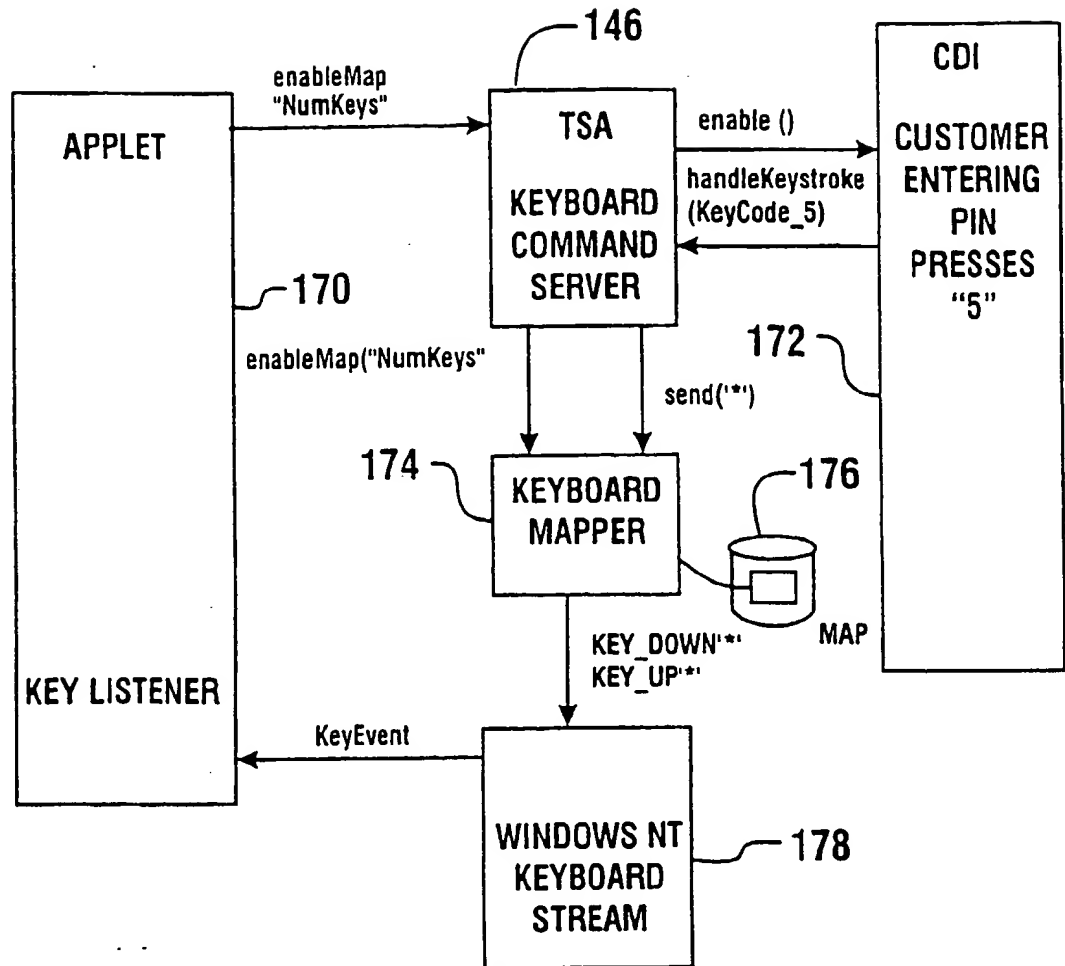 146
enableMap
"NumKeys"
APPLET
TSA
KEYBOARD
COMMAND
SERVER
enable ()
handleKeystroke
(KeyCode_5)
CDI
CUSTOMER
ENTERING
PIN
PRESSES
"5"
170
172
enableMap("NumKeys"
send('*')
174
KEYBOARD
MAPPER
176
MAP
KEY_DOWN'*'
KEY_UP'*'
KEY LISTENER
KeyEvent
WINDOWS NT
KEYBOARD
STREAM
178